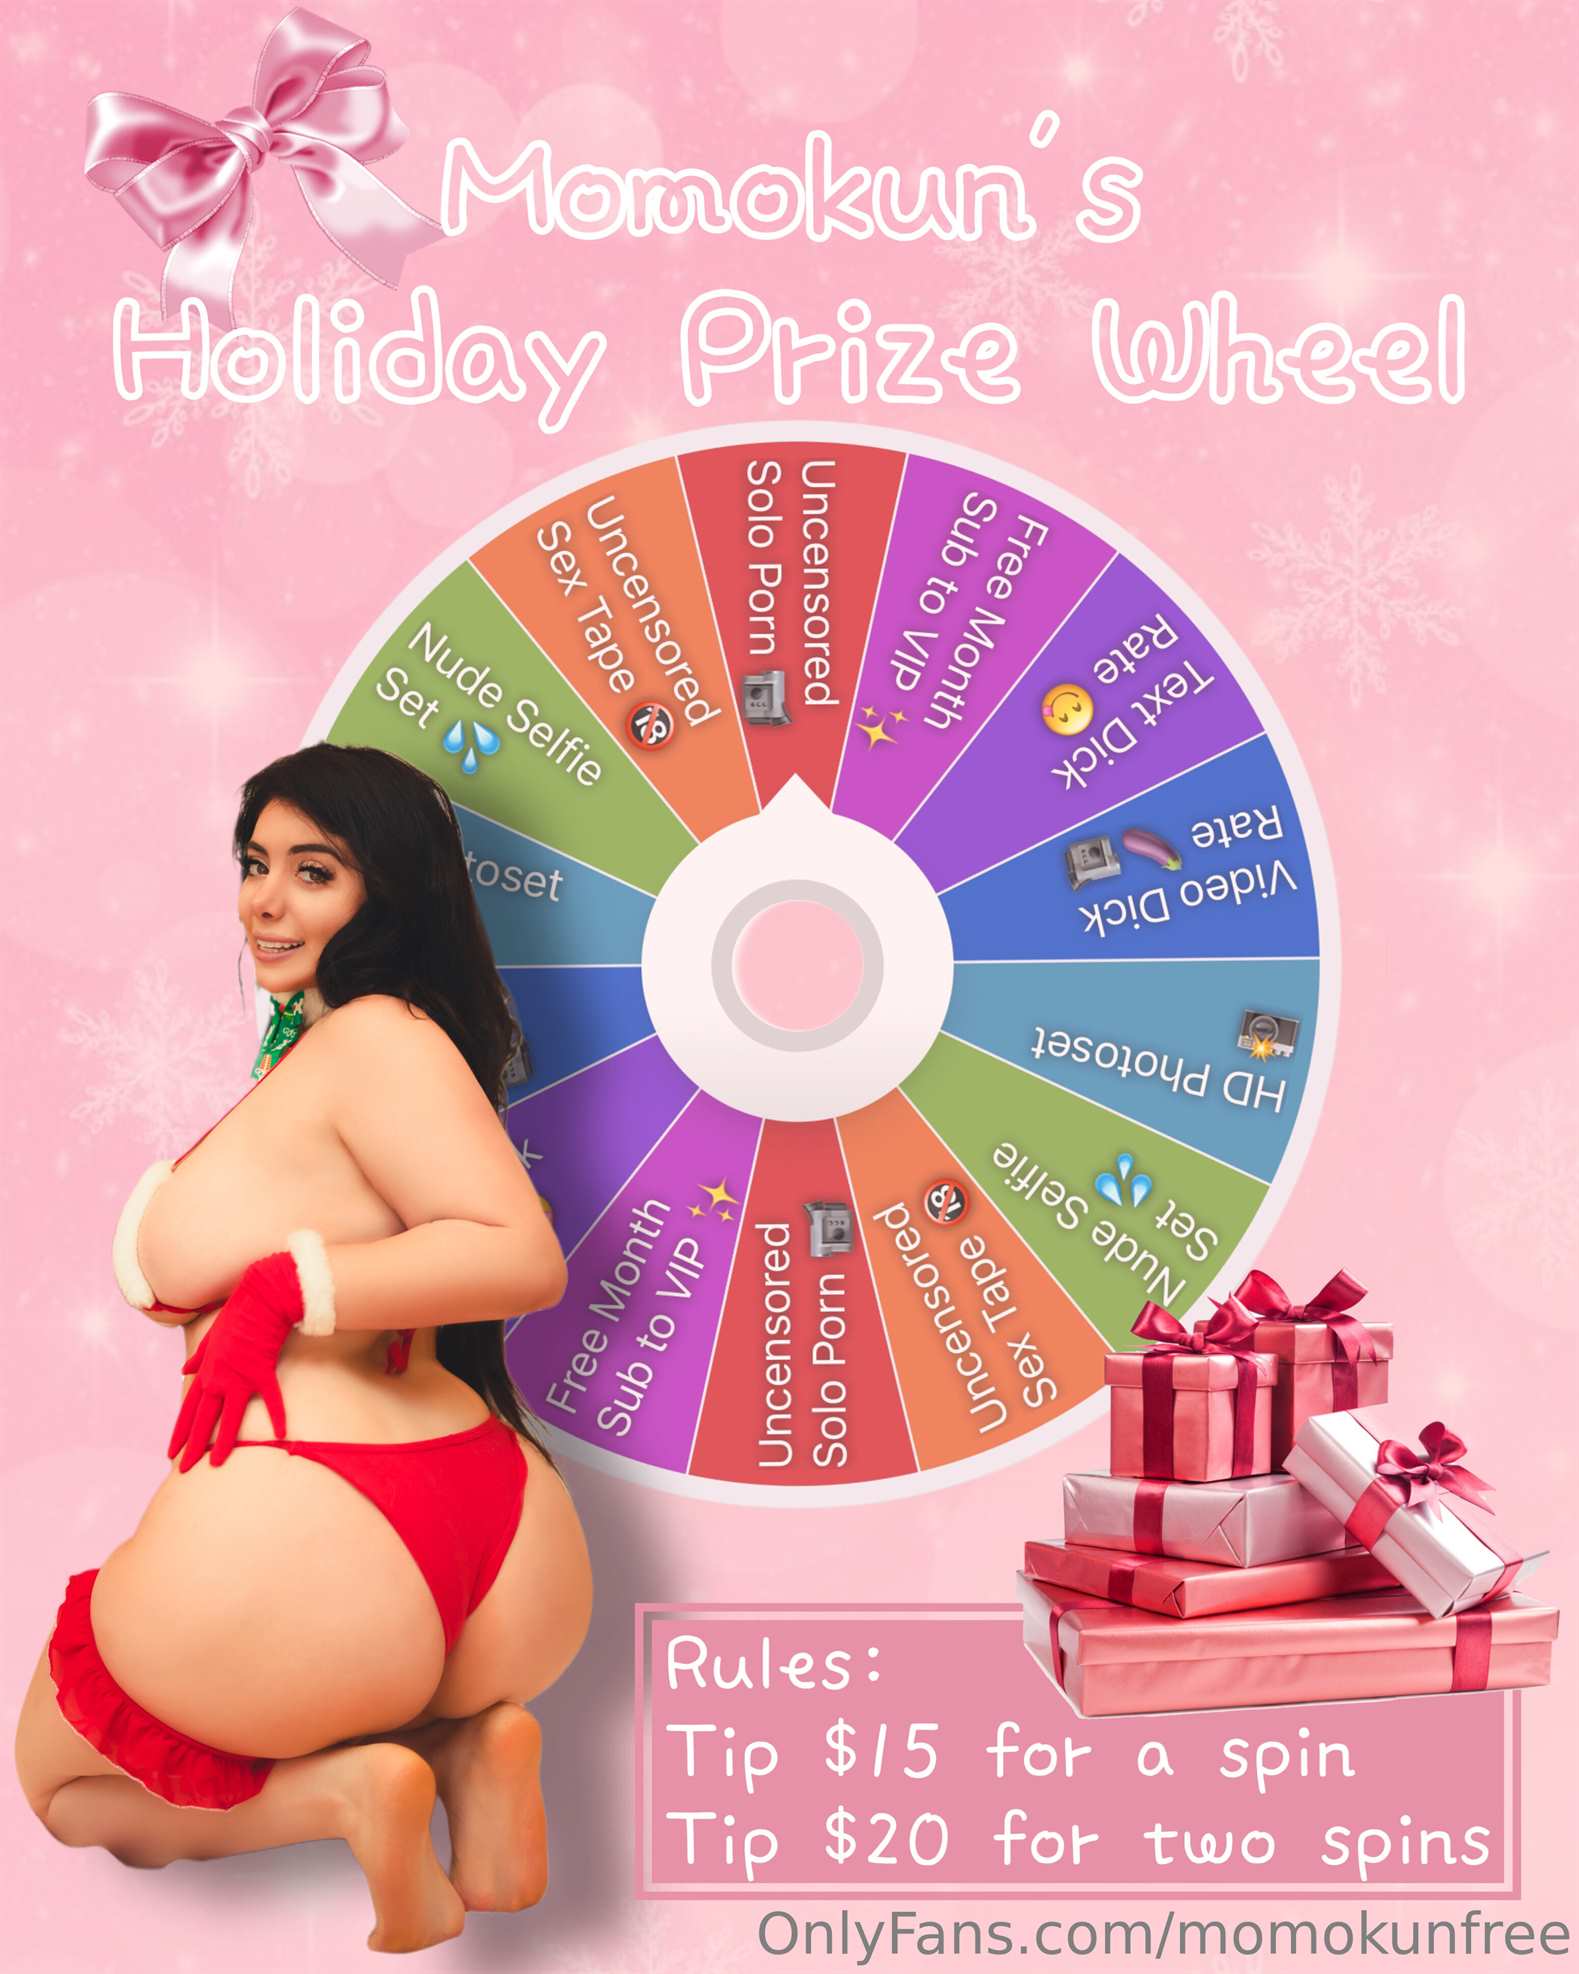 Momokun's
Holiday Prize Wheel
Uncensored
Solo Porn
Free Month
Sub to VIP
Text Dick
Rate
Video Dick
Rate
HD Photoset
Nude Selfie
Set
Uncensored
Sex Tape
18
Uncensored
Solo Porn
Free Month
Sub to VIP
k
toset
Nude Selfie
Set
Uncensored
Sex Tape
18
Rules:
Tip $15 for a spin
Tip $20 for two spins
OnlyFans.com/momokunfree